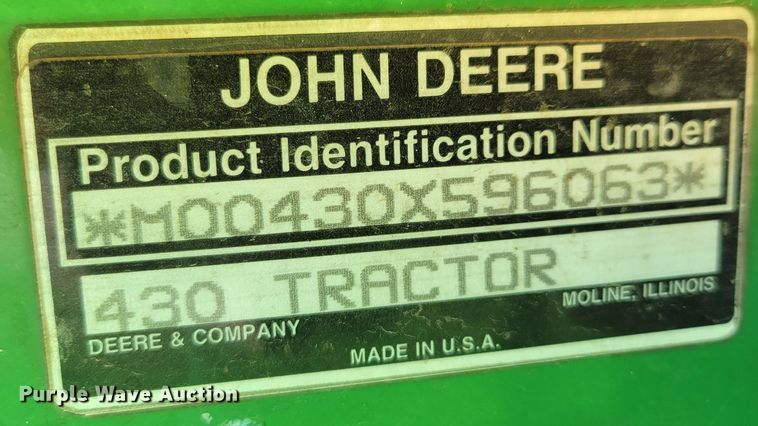 JOHN DEERE
Product Identification Number
*M00430X596063*
430 TRACTOR
DEERE & COMPANY MOLINE, ILLINOIS
MADE IN U.S.A.
Purple Wave Auction